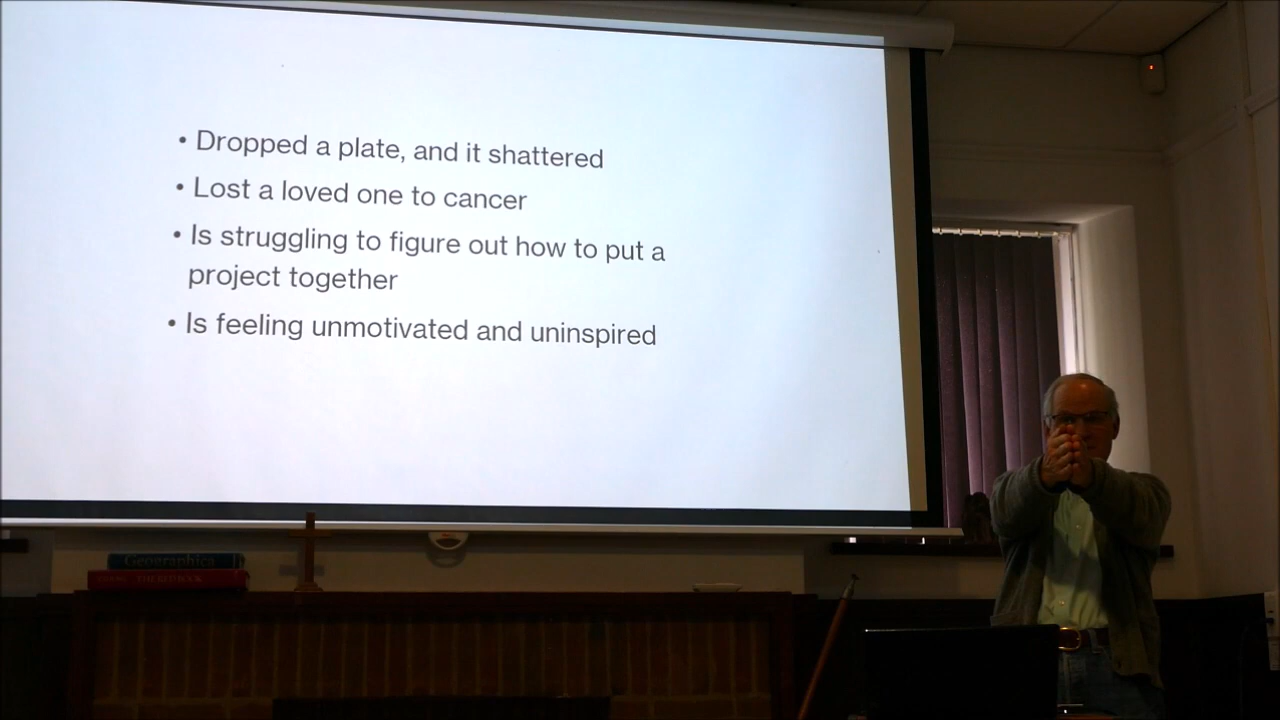 • Dropped a plate, and it shattered
• Lost a loved one to cancer
• Is struggling to figure out how to put a
project together
• Is feeling unmotivated and uninspired
Geographica
THE RED BOOK